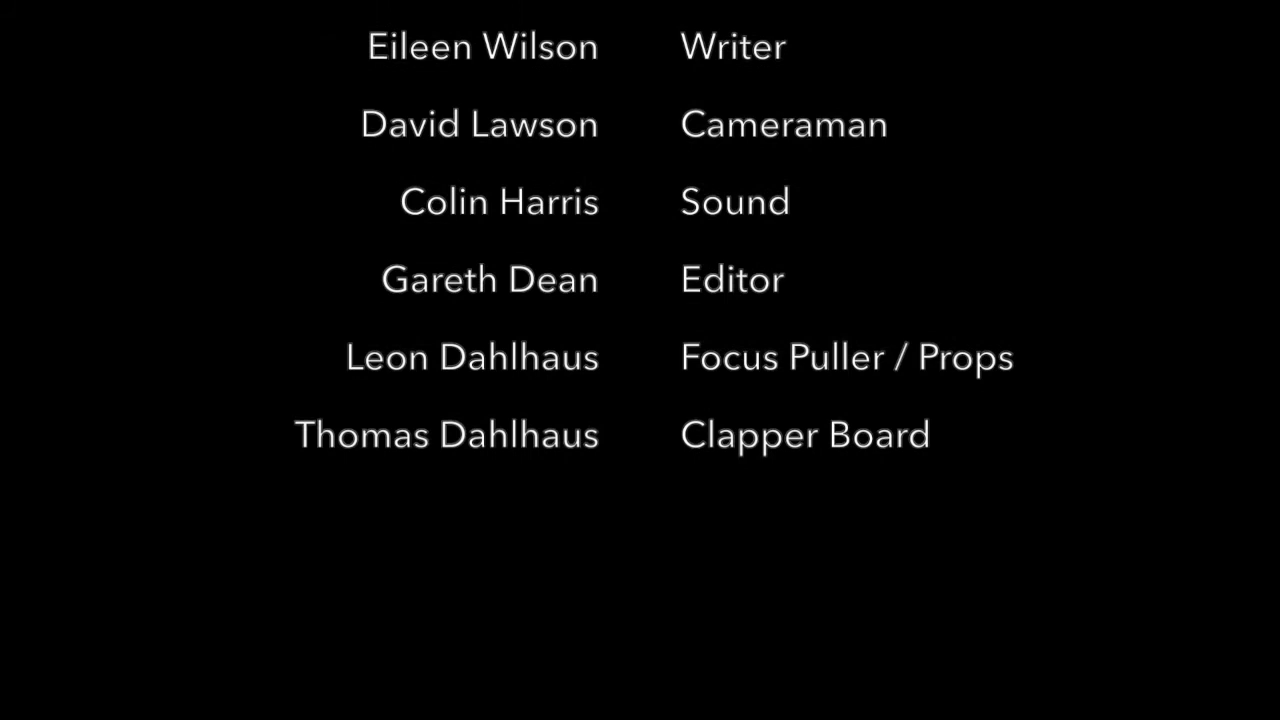 Eileen Wilson Writer
David Lawson Cameraman
Colin Harris Sound
Gareth Dean Editor
Leon Dahlhaus Focus Puller / Props
Thomas Dahlhaus Clapper Board